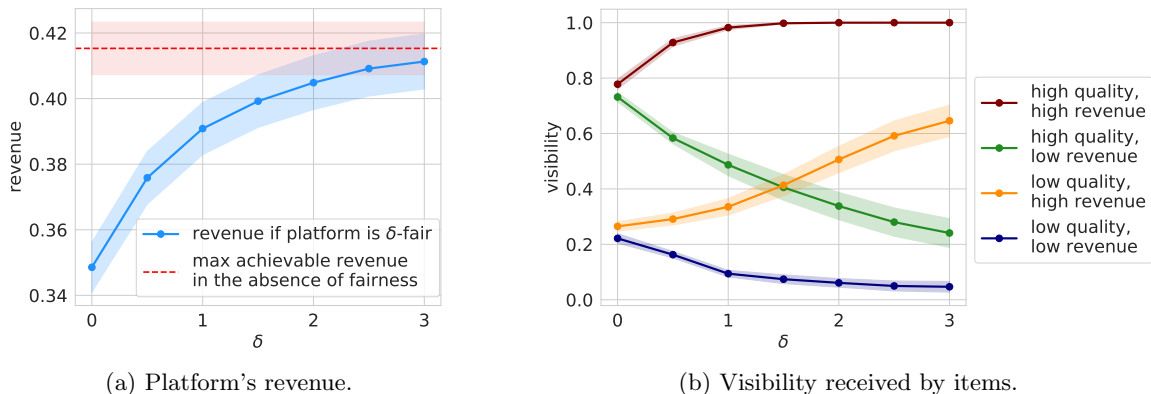 0.42
0.40
0.38
0.36
0.34
revenue
revenue if platform is δ-fair
max achievable revenue
in the absence of fairness
0
1
2
3
δ
(a) Platform's revenue.
1.0
0.8
0.6
0.4
0.2
0.0
visibility
0
1
2
3
δ
high quality,
high revenue
high quality,
low revenue
low quality,
high revenue
low quality,
low revenue
(b) Visibility received by items.